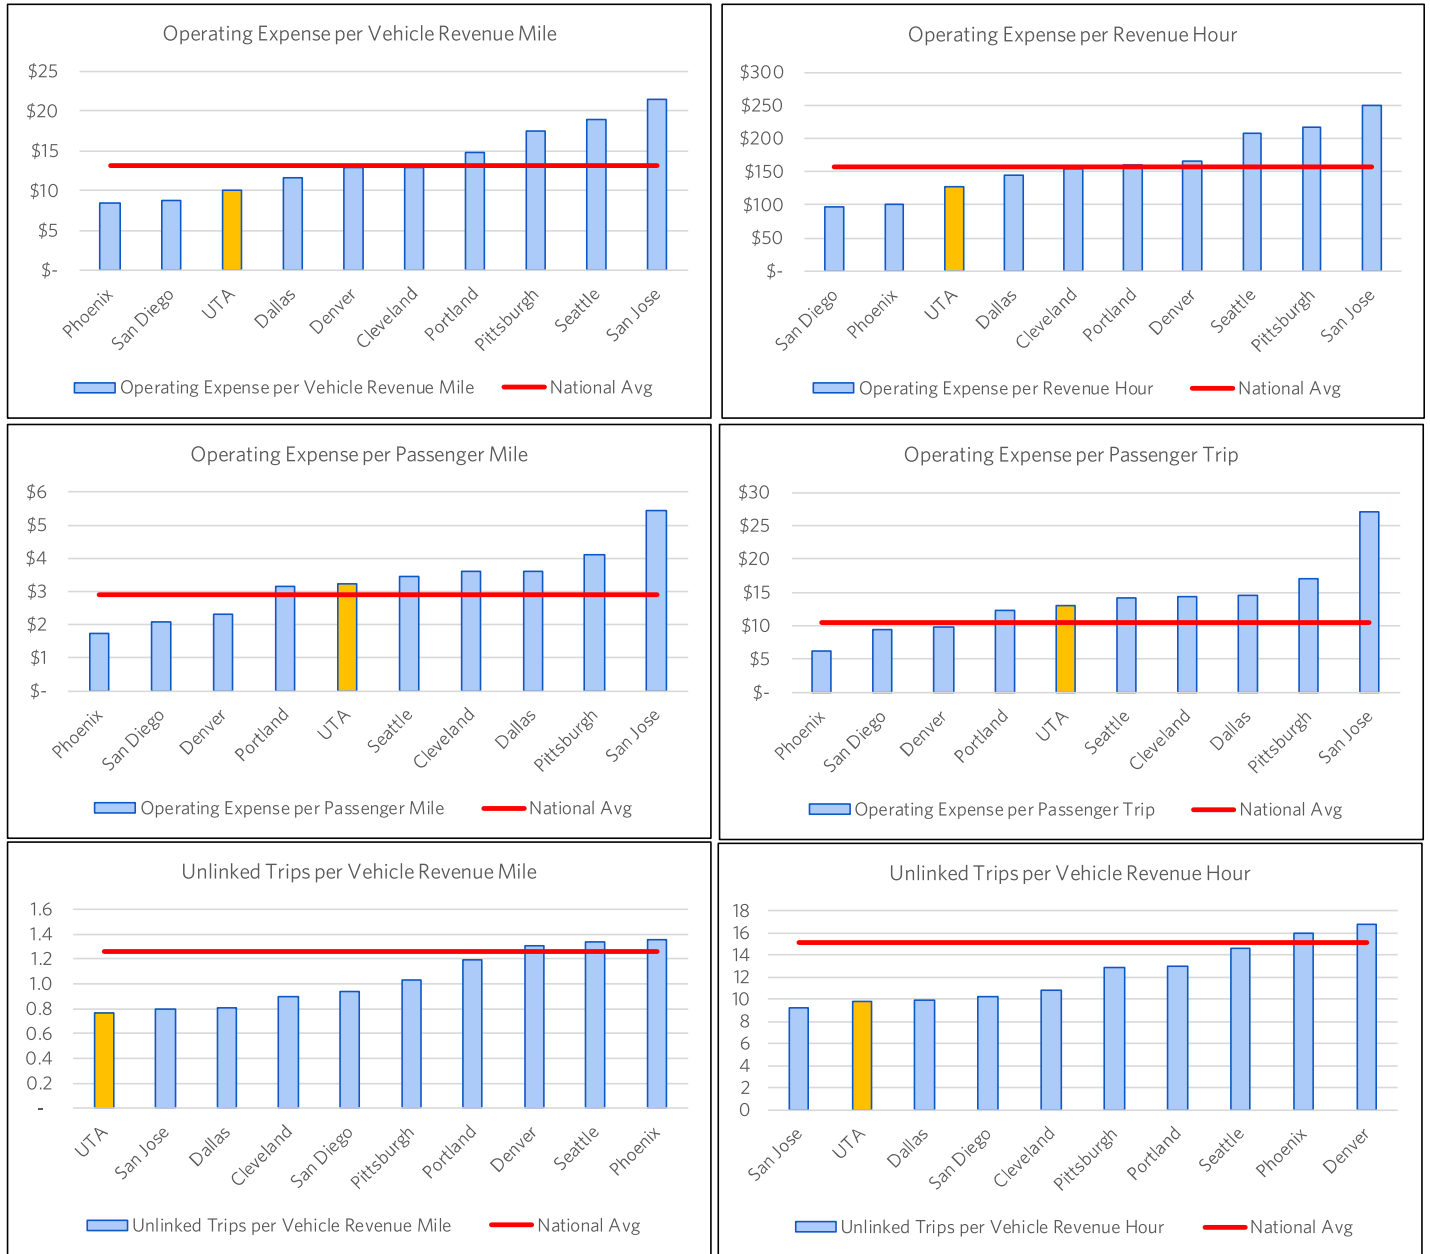 Operating Expense per Vehicle Revenue Mile
$25
$20
$15
$10
$5
$-
Phoenix
San Diego
UTA
Dallas
Denver
Cleveland
Portland
Pittsburgh
Seattle
San Jose
Operating Expense per Vehicle Revenue Mile
National Avg
Operating Expense per Revenue Hour
$300
$250
$200
$150
$100
$50
$-
San Diego
Phoenix
UTA
Dallas
Cleveland
Portland
Denver
Seattle
Pittsburgh
San Jose
Operating Expense per Revenue Hour
National Avg
Operating Expense per Passenger Mile
$6
$5
$4
$3
$2
$1
$-
Phoenix
San Diego
Denver
Portland
UTA
Seattle
Cleveland
Dallas
Pittsburgh
San Jose
Operating Expense per Passenger Mile
National Avg
Operating Expense per Passenger Trip
$30
$25
$20
$15
$10
$5
$-
Phoenix
San Diego
Denver
Portland
UTA
Seattle
Cleveland
Dallas
Pittsburgh
San Jose
Operating Expense per Passenger Trip
National Avg
Unlinked Trips per Vehicle Revenue Mile
1.6
1.4
1.2
1.0
0.8
0.6
0.4
0.2
-
UTA
San Jose
Dallas
Cleveland
San Diego
Pittsburgh
Portland
Denver
Seattle
Phoenix
Unlinked Trips per Vehicle Revenue Mile
National Avg
Unlinked Trips per Vehicle Revenue Hour
18
16
14
12
10
8
6
4
2
0
San Jose
UTA
Dallas
San Diego
Cleveland
Pittsburgh
Portland
Seattle
Phoenix
Denver
Unlinked Trips per Vehicle Revenue Hour
National Avg